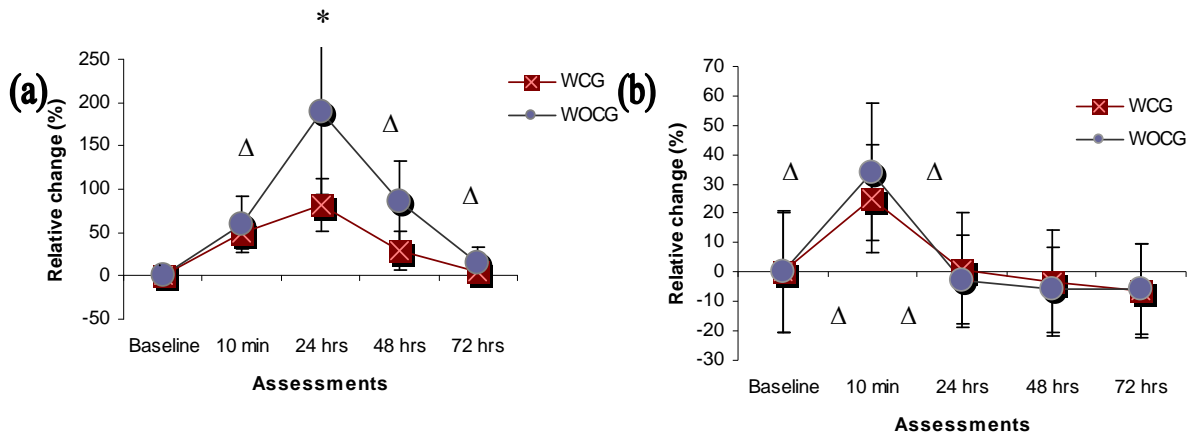 (a)
*
Relative change (%)
250
200
150
100
50
0
-50
Δ
Δ
Δ
WCG
WOCG
Baseline 10 min 24 hrs 48 hrs 72 hrs
Assessments
(b)
Relative change (%)
70
60
50
40
30
20
10
0
-10
-20
-30
Δ Δ
Δ Δ
WCG
WOCG
Baseline 10 min 24 hrs 48 hrs 72 hrs
Assessments